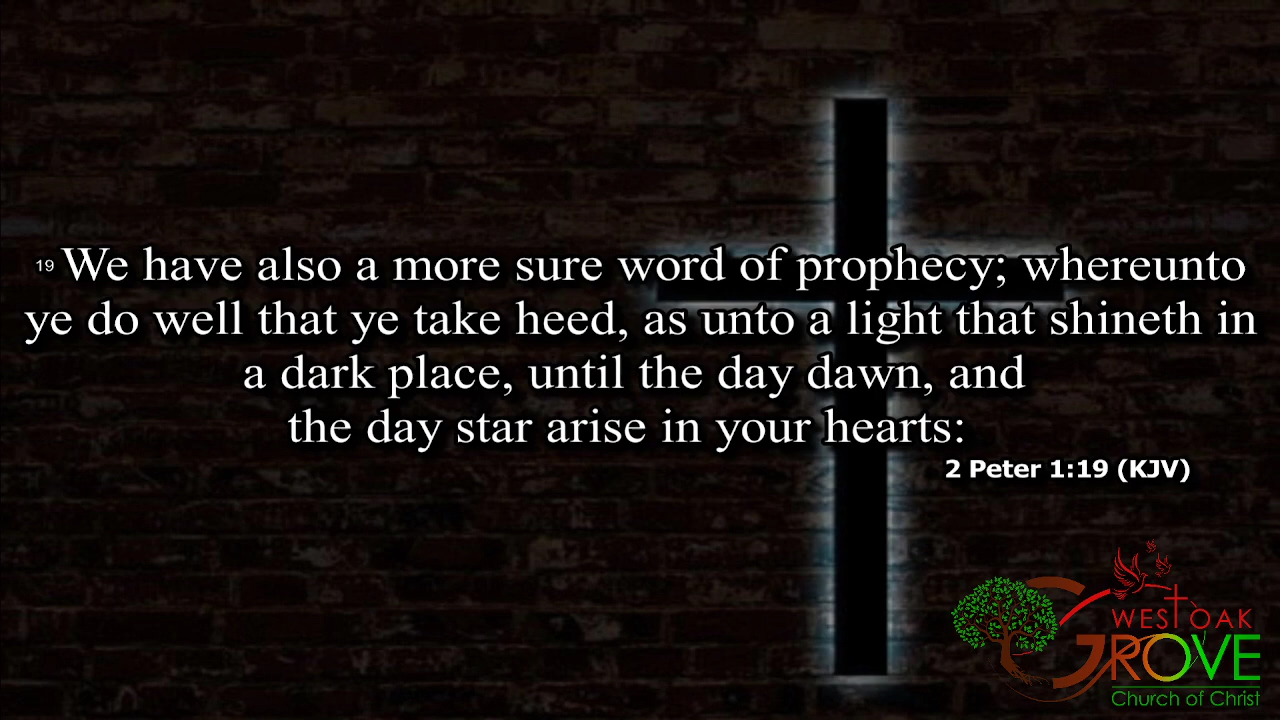 19 We have also a more sure word of prophecy; whereunto
ye do well that ye take heed, as unto a light that shineth in
a dark place, until the day dawn, and
the day star arise in your hearts:
2 Peter 1:19 (KJV)
WEST OAK
GROVE
Church of Christ